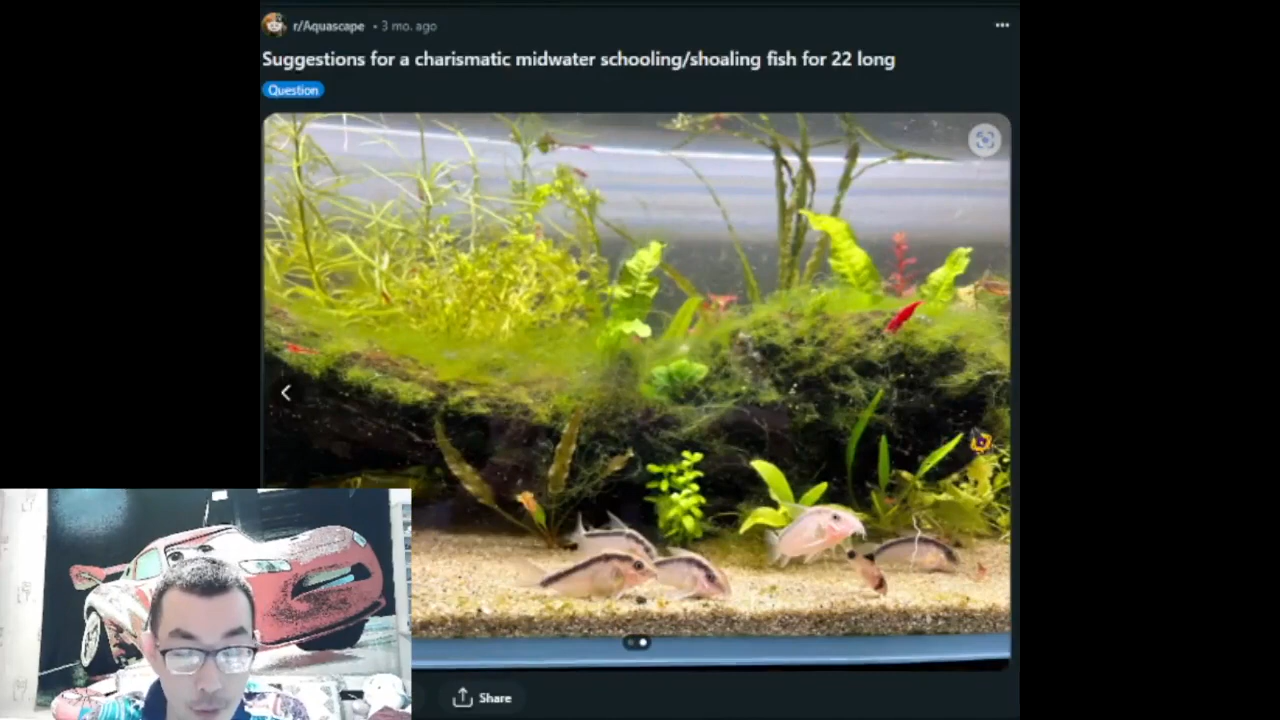 r/Aquascape • 3 mo. ago
Suggestions for a charismatic midwater schooling/shoaling fish for 22 long
Question
Share